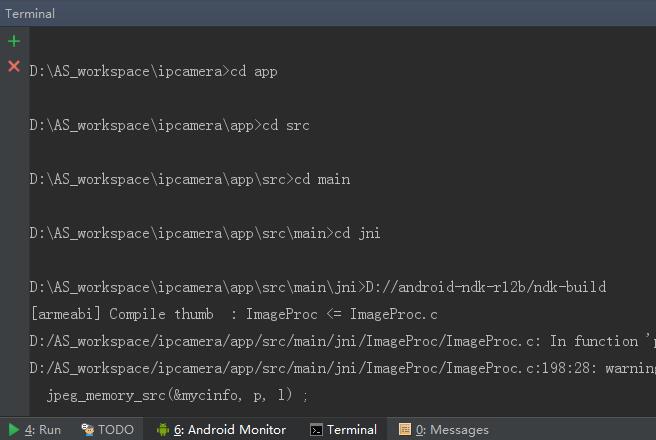 Terminal
D:\AS_workspace\ipcamera>cd app
D:\AS_workspace\ipcamera\app>cd src
D:\AS_workspace\ipcamera\app\src>cd main
D:\AS_workspace\ipcamera\app\src\main>cd jni
D:\AS_workspace\ipcamera\app\src\main\jni>D://android-ndk-r12b/ndk-build
[armeabi] Compile thumb  : ImageProc <= ImageProc.c
D:/AS_workspace/ipcamera/app/src/main/jni/ImageProc/ImageProc.c: In function 'p
D:/AS_workspace/ipcamera/app/src/main/jni/ImageProc/ImageProc.c:198:28: warning
jpeg_memory_src(&mycinfo, p, l) ;
4: Run TODO 6: Android Monitor Terminal 0: Messages